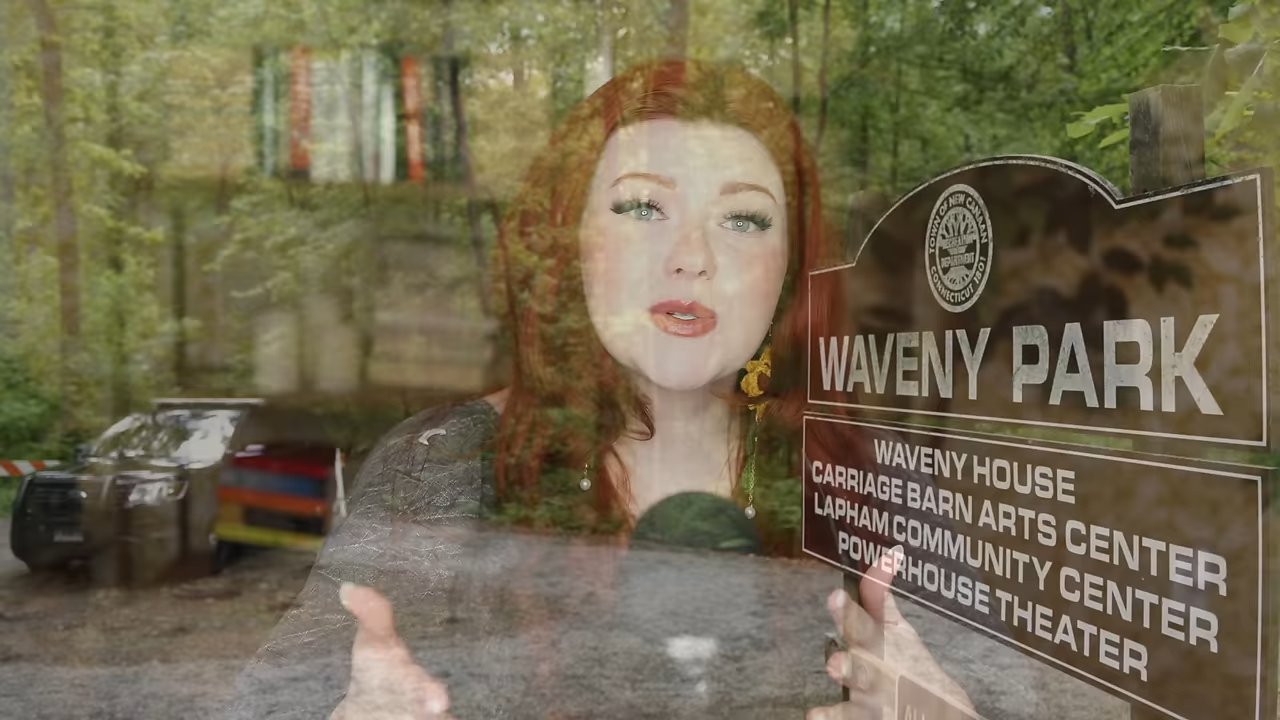 TOWN OF NEW CANAAN
RECREATION
DEPARTMENT
CONNECTICUT 1801
WAVENY PARK
WAVENY HOUSE
CARRIAGE BARN ARTS CENTER
LAPHAM COMMUNITY CENTER
POWERHOUSE THEATER